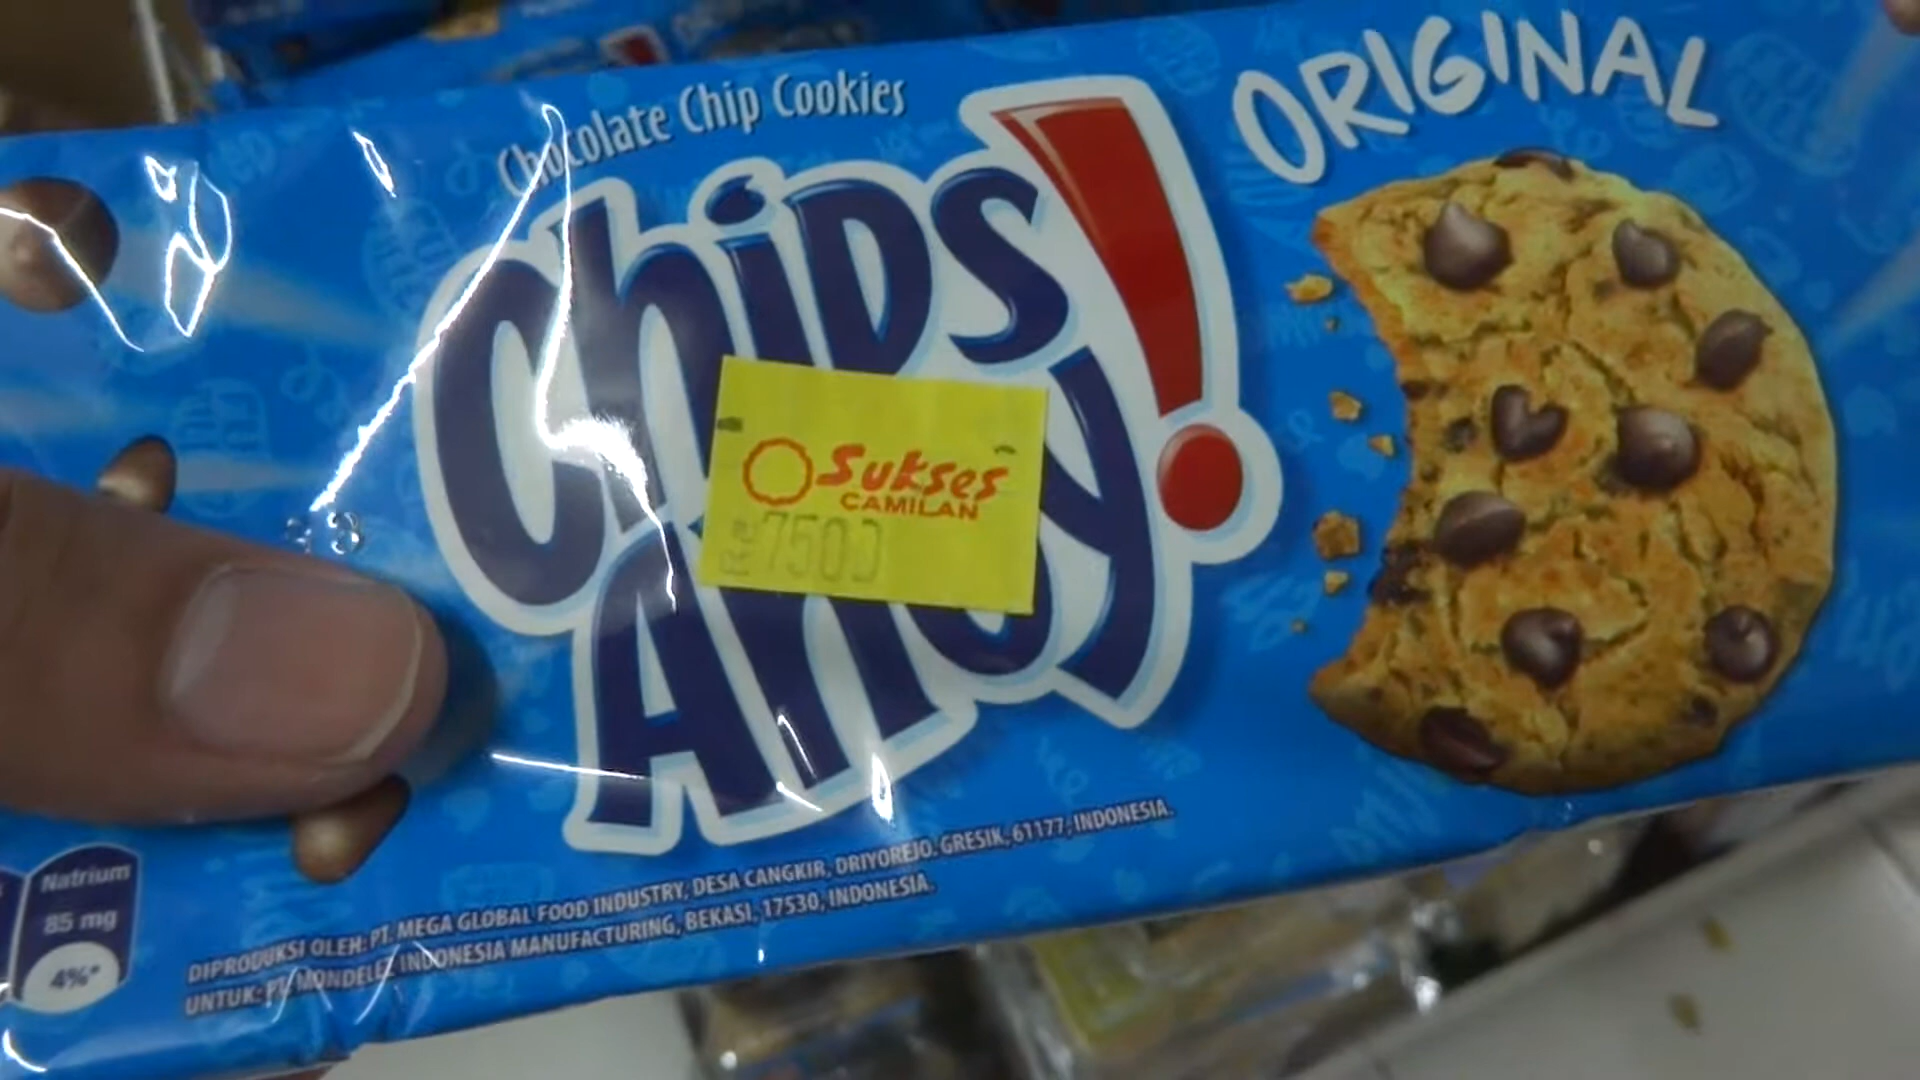 Chocolate Chip Cookies
ORIGINAL
Chips
Ahoy!
Sukses
CAMILAN
RP 7500
Natrium
85 mg
4%*
DIPRODUKSI OLEH: PT. MEGA GLOBAL FOOD INDUSTRY, DESA CANGKIR, DRIYOREJO. GRESIK, 61177, INDONESIA.
UNTUK: PT. MONDELEZ INDONESIA MANUFACTURING, BEKASI, 17530, INDONESIA.